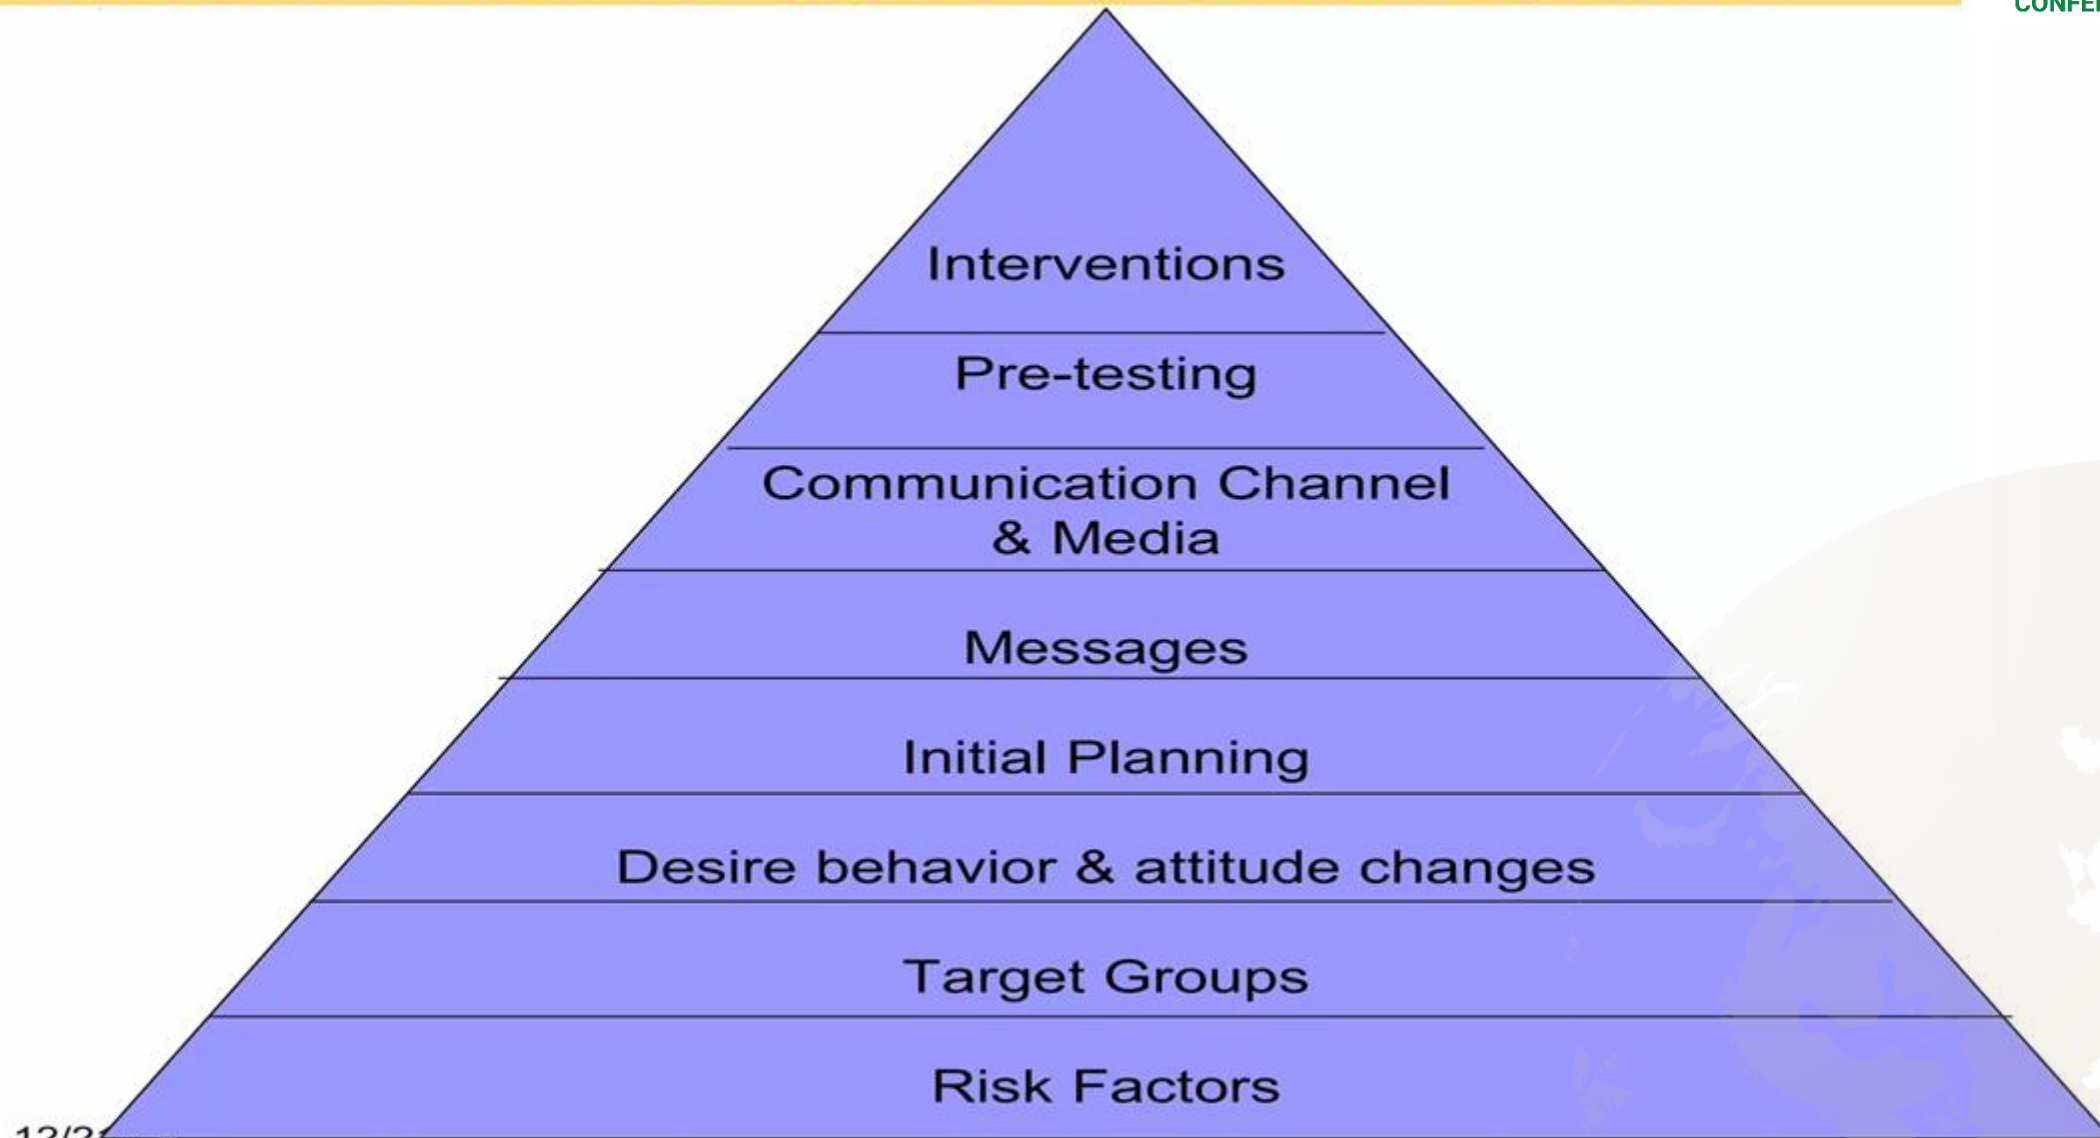 Interventions
Pre-testing
Communication Channel
& Media
Messages
Initial Planning
Desire behavior & attitude changes
Target Groups
Risk Factors